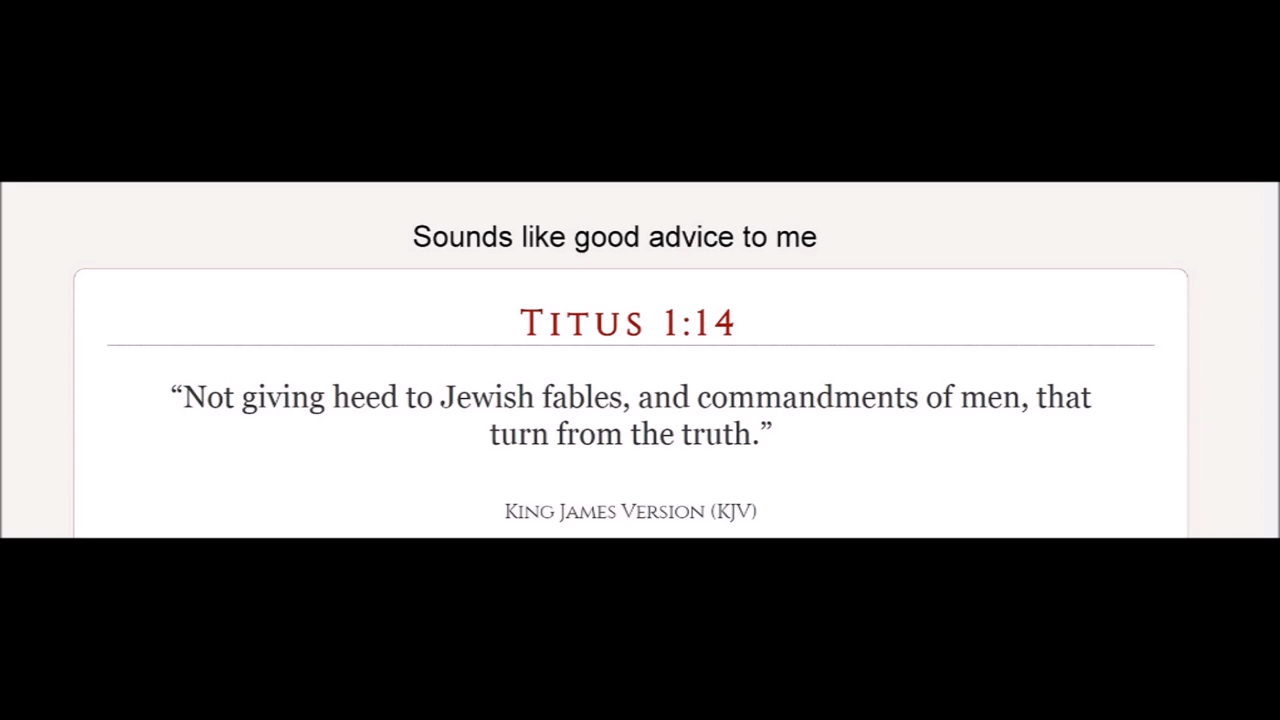 Sounds like good advice to me
Titus 1:14
“Not giving heed to Jewish fables, and commandments of men, that
turn from the truth.”
King James Version (KJV)